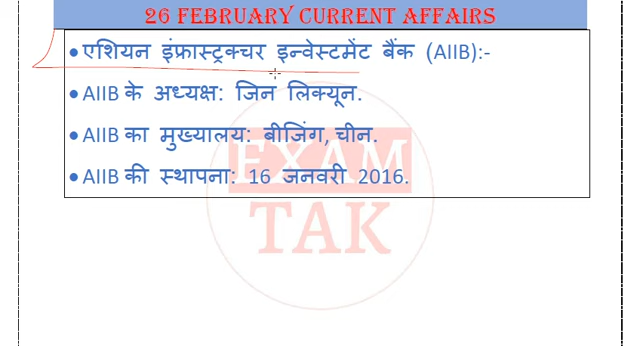 26 FEBRUARY CURRENT AFFAIRS
• एशियन इंफ्रास्ट्रक्चर इन्वेस्टमेंट बैंक (AIIB):-
• AIIB के अध्यक्ष: जिन लिक्यून.
• AIIB का मुख्यालय: बीजिंग, चीन.
• AIIB की स्थापना: 16 जनवरी 2016.
EXAM
TAK